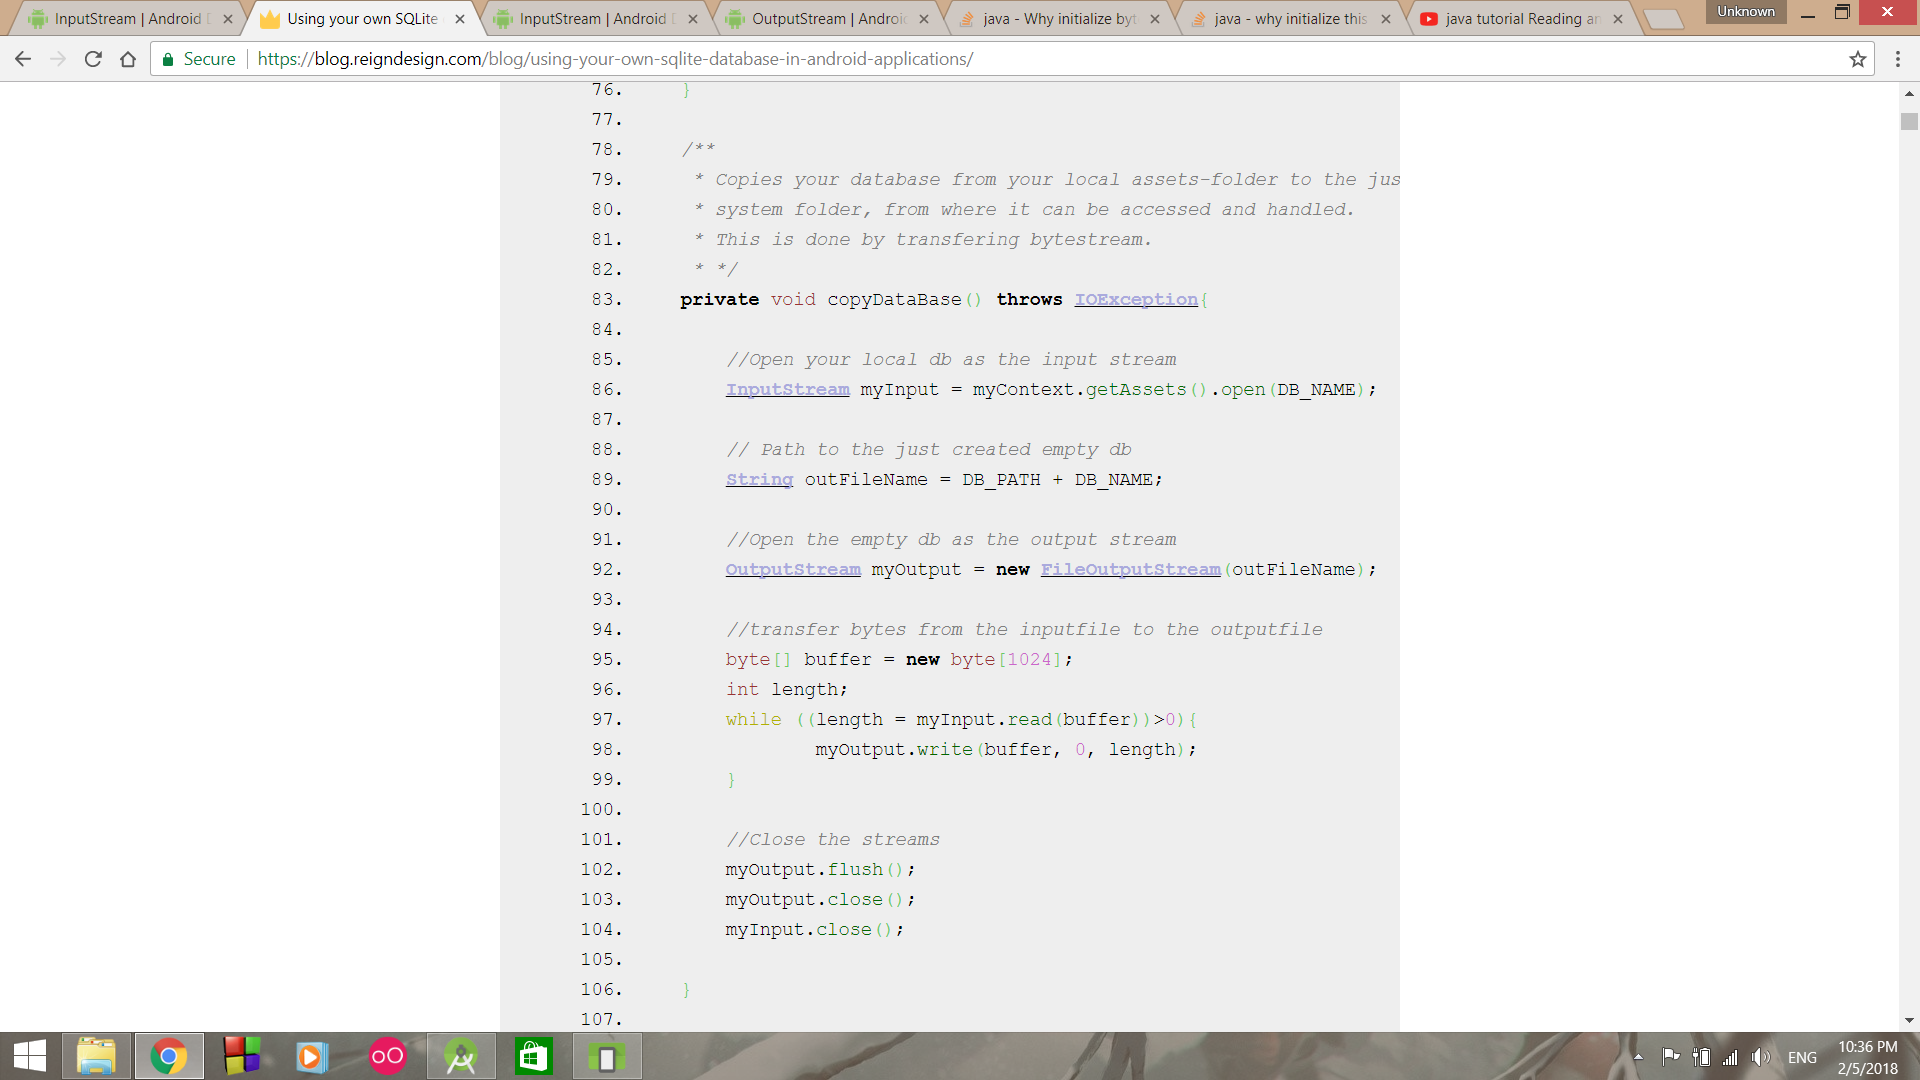 InputStream | Android D
Using your own SQLite
InputStream | Android D
OutputStream | Android
java - Why initialize byt
java - why initialize this
java tutorial Reading an
Unknown
Secure
https://blog.reigndesign.com/blog/using-your-own-sqlite-database-in-android-applications/
76. }
77.
78. /**
79. * Copies your database from your local assets-folder to the jus
80. * system folder, from where it can be accessed and handled.
81. * This is done by transfering bytestream.
82. * */
83. private void copyDataBase() throws IOException{
84.
85. //Open your local db as the input stream
86. InputStream myInput = myContext.getAssets().open(DB_NAME);
87.
88. // Path to the just created empty db
89. String outFileName = DB_PATH + DB_NAME;
90.
91. //Open the empty db as the output stream
92. OutputStream myOutput = new FileOutputStream(outFileName);
93.
94. //transfer bytes from the inputfile to the outputfile
95. byte[] buffer = new byte[1024];
96. int length;
97. while ((length = myInput.read(buffer))>0){
98. myOutput.write(buffer, 0, length);
99. }
100.
101. //Close the streams
102. myOutput.flush();
103. myOutput.close();
104. myInput.close();
105.
106. }
107.
ENG
10:36 PM
2/5/2018